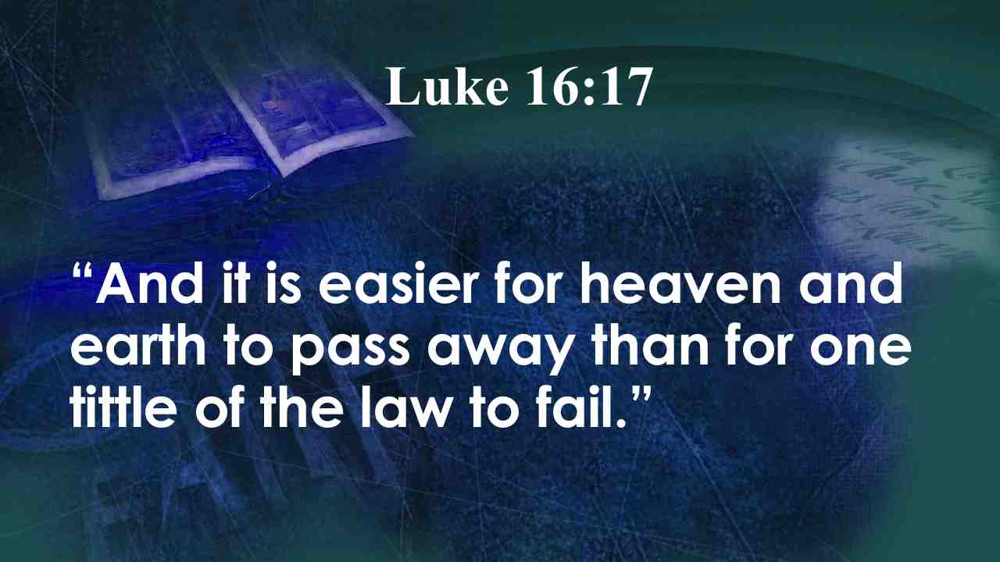 Luke 16:17
“And it is easier for heaven and
earth to pass away than for one
tittle of the law to fail.”